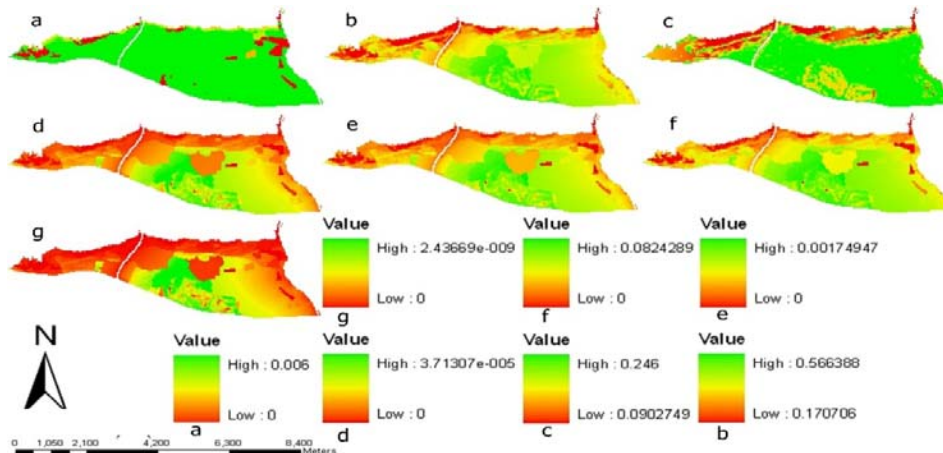 a b c
d e f
g
Value Value Value
High : 2.43669e-009 High : 0.0824289 High : 0.00174947
Low : 0 Low : 0 Low : 0
g f e
N
Value Value Value Value
High : 0.006 High : 3.71307e-005 High : 0.246 High : 0.566388
Low : 0 Low : 0 Low : 0.0902749 Low : 0.170706
a d c b
0 1,050 2,100 4,200 6,300 8,400
Meters